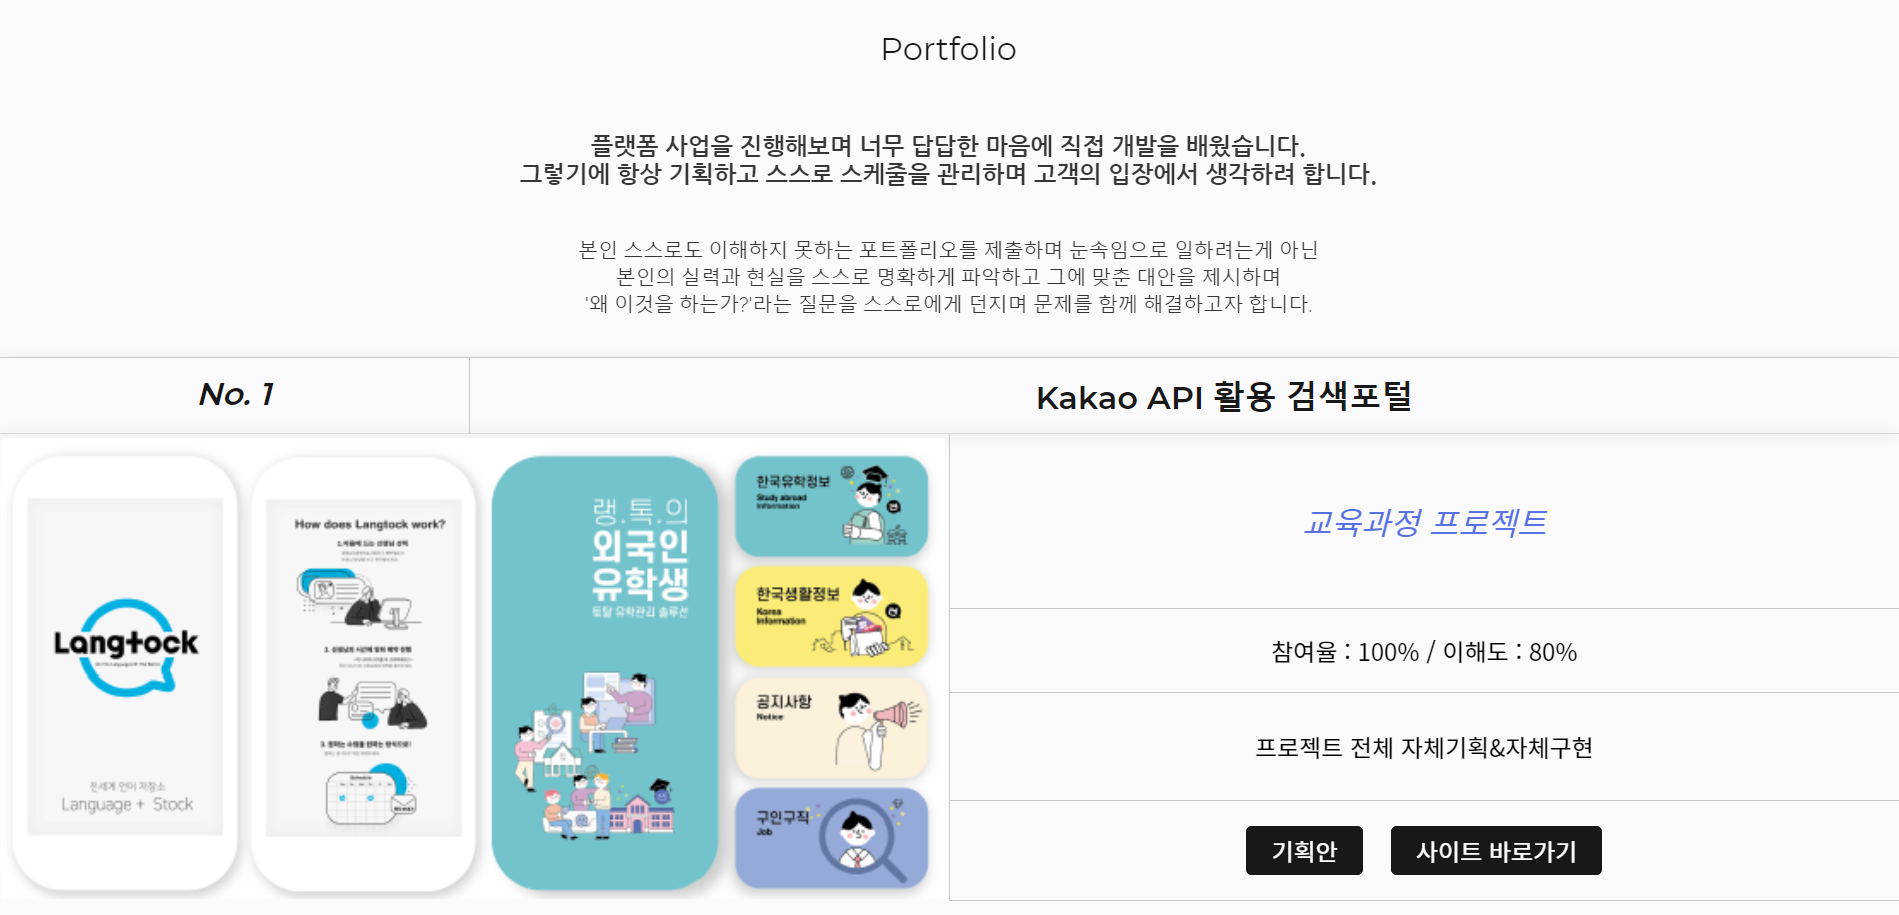 Portfolio
플랫폼 사업을 진행해보며 너무 답답한 마음에 직접 개발을 배웠습니다.
그렇기에 항상 기획하고 스스로 스케줄을 관리하며 고객의 입장에서 생각하려 합니다.
본인 스스로도 이해하지 못하는 포트폴리오를 제출하며 눈속임으로 일하려는게 아닌
본인의 실력과 현실을 스스로 명확하게 파악하고 그에 맞춘 대안을 제시하며
'왜 이것을 하는가?'라는 질문을 스스로에게 던지며 문제를 함께 해결하고자 합니다.
No. 1
Kakao API 활용 검색포털
Langtock
전세계 언어 저장소
Language + Stock
How does Langtock work?
1.마음에 드는 선생님 선택
랭.톡.의
외국인
유학생
토탈 유학관리 솔루션
한국유학정보
Study abroad
Information
한국생활정보
Korea
Information
공지사항
Notice
구인구직
Job
교육과정 프로젝트
참여율 : 100% / 이해도 : 80%
프로젝트 전체 자체기획&자체구현
기획안
사이트 바로가기